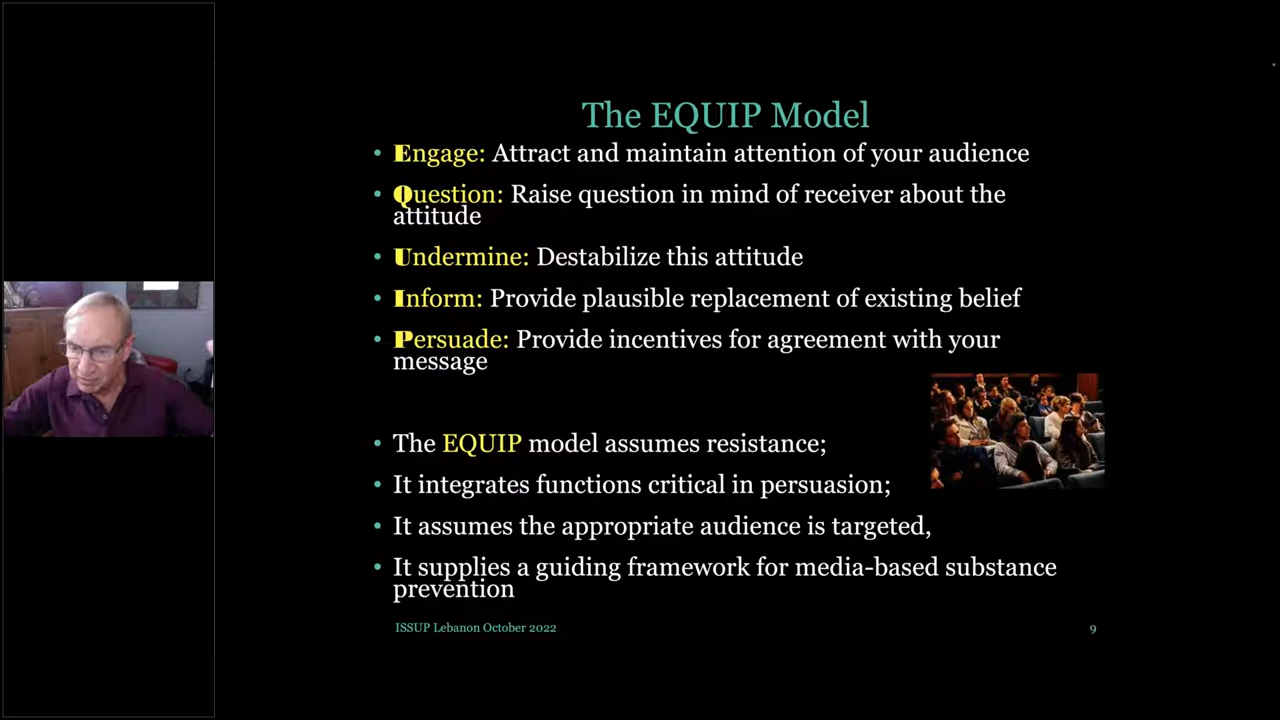 The EQUIP Model
• Engage: Attract and maintain attention of your audience
• Question: Raise question in mind of receiver about the
attitude
• Undermine: Destabilize this attitude
• Inform: Provide plausible replacement of existing belief
• Persuade: Provide incentives for agreement with your
message
• The EQUIP model assumes resistance;
• It integrates functions critical in persuasion;
• It assumes the appropriate audience is targeted,
• It supplies a guiding framework for media-based substance
prevention
ISSUP Lebanon October 2022
9